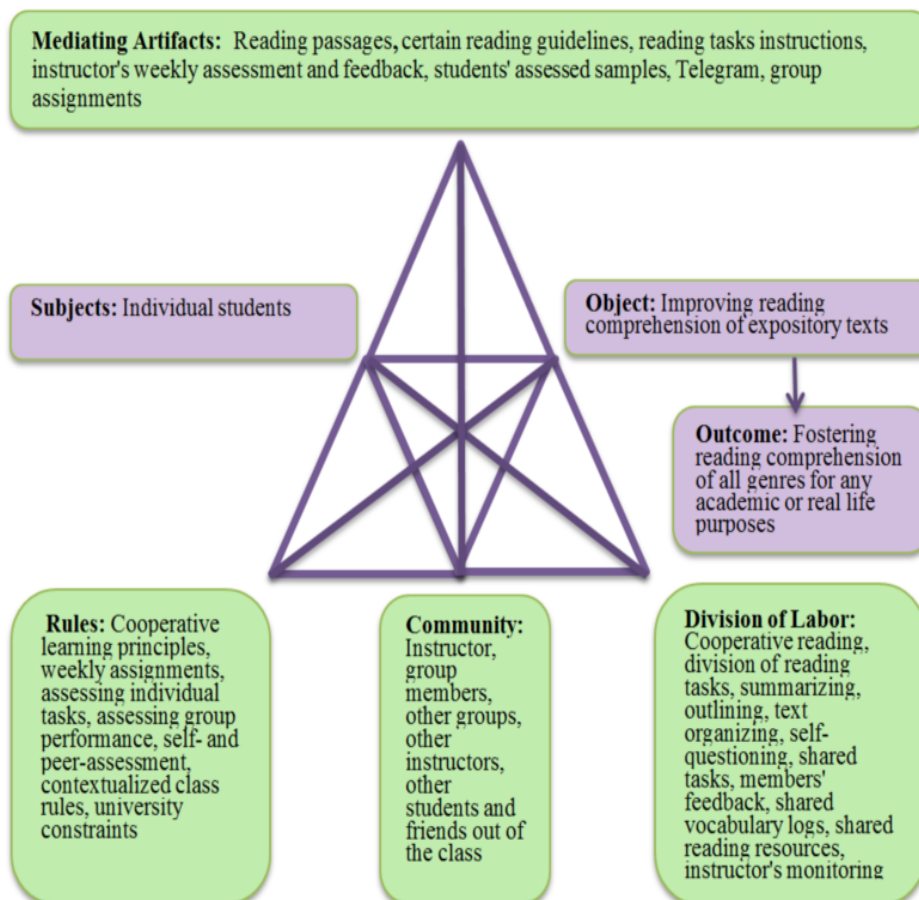 Mediating Artifacts: Reading passages, certain reading guidelines, reading tasks instructions,
instructor's weekly assessment and feedback, students' assessed samples, Telegram, group
assignments
Subjects: Individual students
Object: Improving reading
comprehension of expository texts
Outcome: Fostering
reading comprehension
of all genres for any
academic or real life
purposes
Rules: Cooperative
learning principles,
weekly assignments,
assessing individual
tasks, assessing group
performance, self- and
peer-assessment,
contextualized class
rules, university
constraints
Community:
Instructor,
group
members,
other groups,
other
instructors,
other
students and
friends out of
the class
Division of Labor:
Cooperative reading,
division of reading
tasks, summarizing,
outlining, text
organizing, self-
questioning, shared
tasks, members'
feedback, shared
vocabulary logs, shared
reading resources,
instructor's monitoring